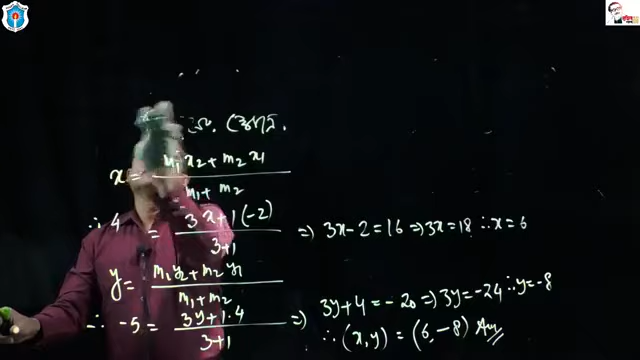 x = m₁x₂ + m₂x₁ / m₁ + m₂
∴ 4 = 3x + 1(-2) / 3+1 ⇒ 3x - 2 = 16 ⇒ 3x = 18 ∴ x = 6
y = m₁y₂ + m₂y₁ / m₁ + m₂
∴ -5 = 3y + 1·4 / 3+1 ⇒ 3y + 4 = -20 ⇒ 3y = -24 ∴ y = -8
∴ (x, y) = (6, -8) Ans